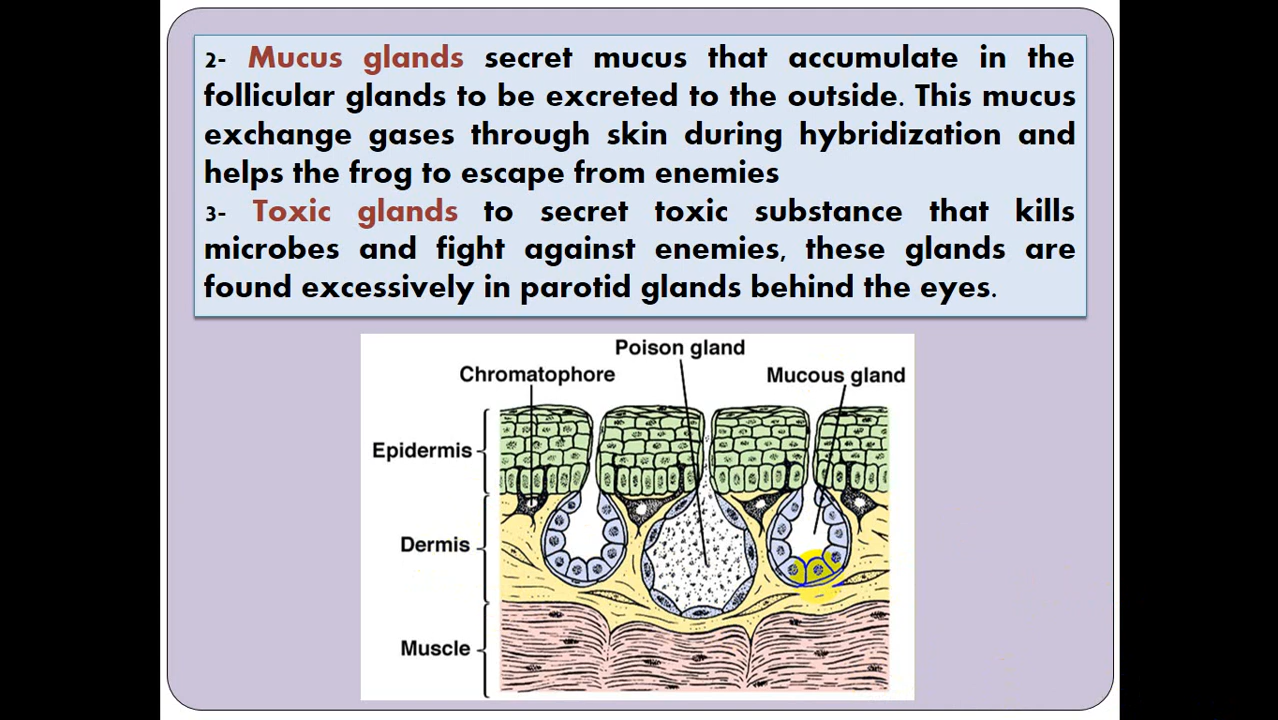 2- Mucus glands secret mucus that accumulate in the
follicular glands to be excreted to the outside. This mucus
exchange gases through skin during hybridization and
helps the frog to escape from enemies
3- Toxic glands to secret toxic substance that kills
microbes and fight against enemies, these glands are
found excessively in parotid glands behind the eyes.
Poison gland
Chromatophore
Mucous gland
Epidermis
Dermis
Muscle